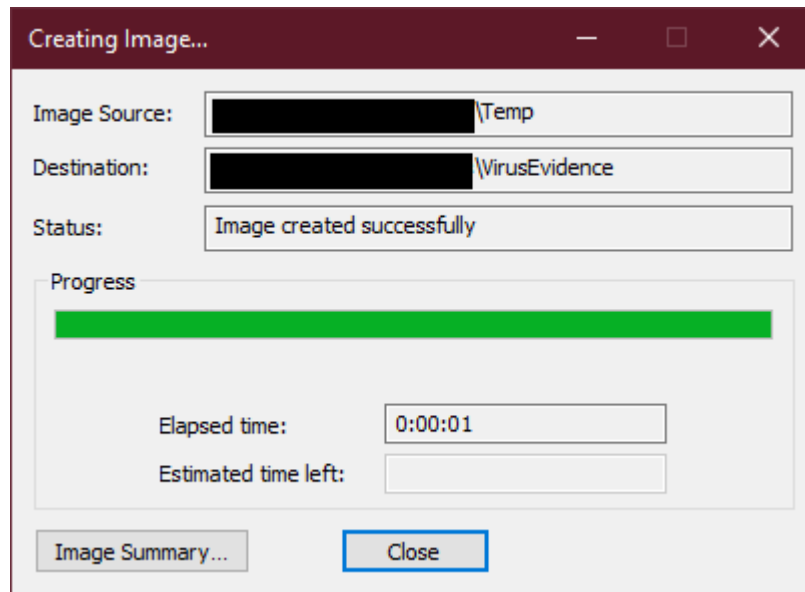 Creating Image...
Image Source: \Temp
Destination: \VirusEvidence
Status: Image created successfully
Progress
Elapsed time: 0:00:01
Estimated time left:
Image Summary... Close